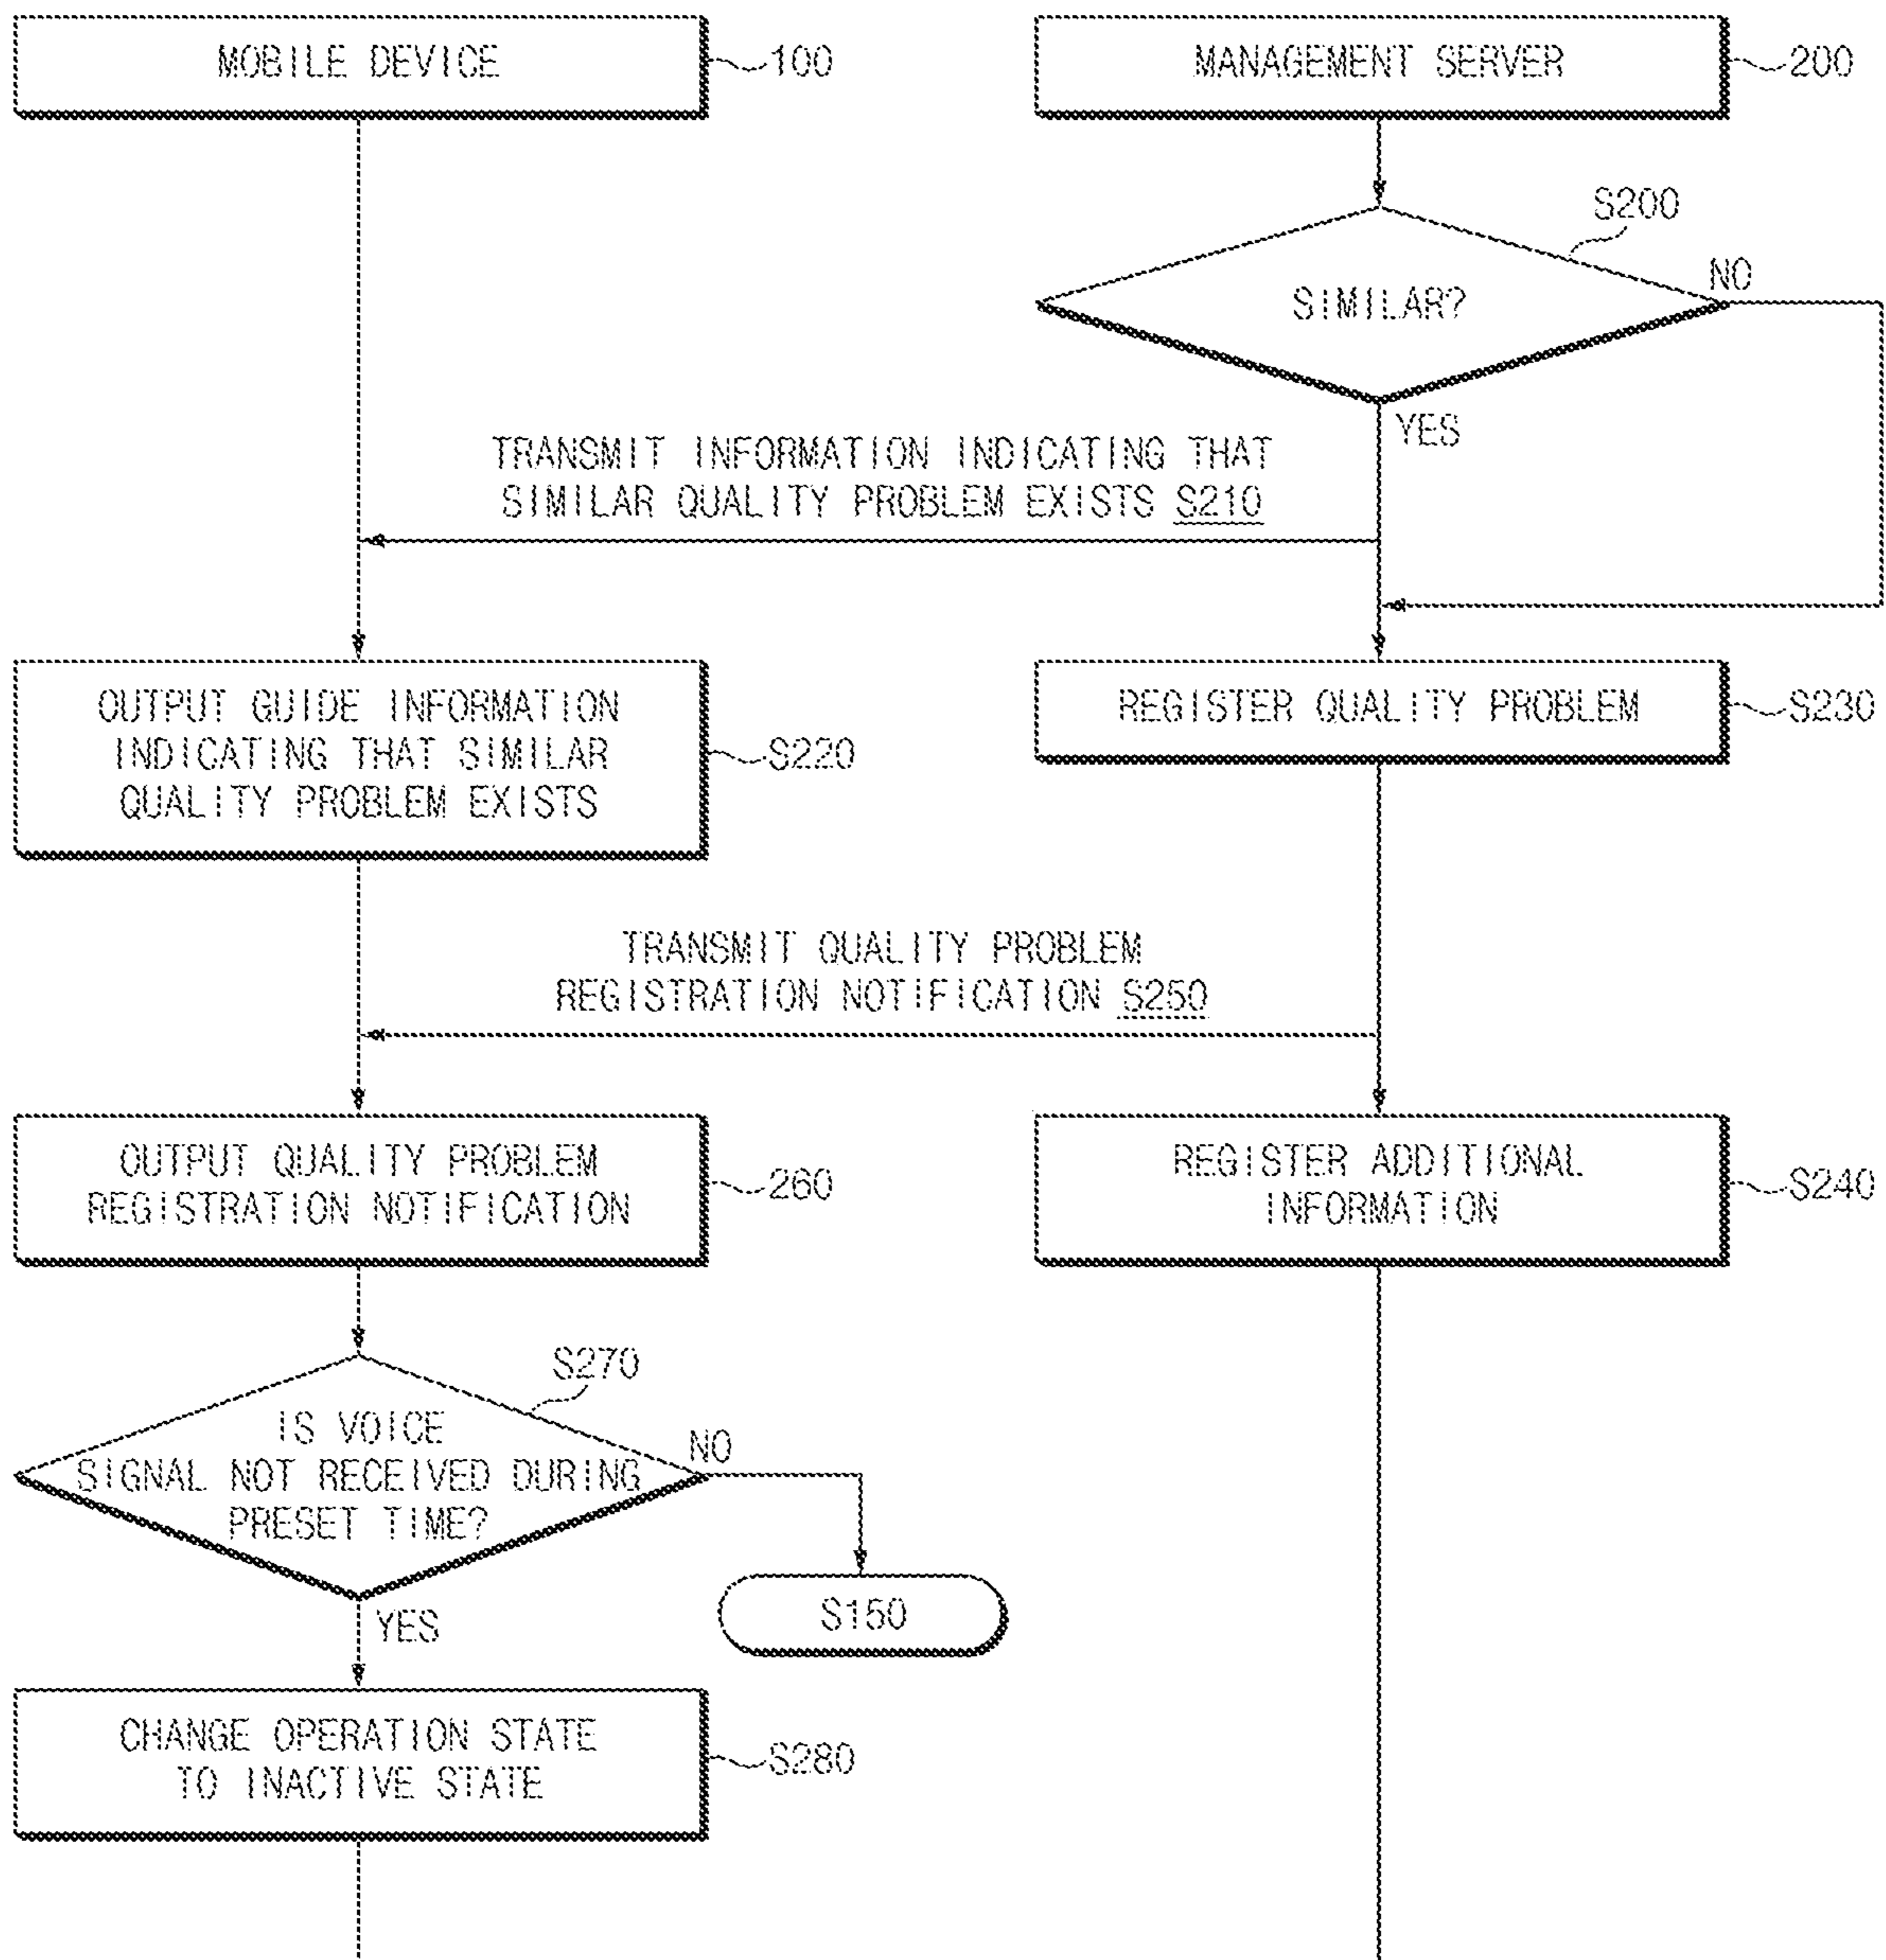 MOBILE DEVICE
100
MANAGEMENT SERVER
200
S200
SIMILAR?
NO
YES
TRANSMIT INFORMATION INDICATING THAT
SIMILAR QUALITY PROBLEM EXISTS S210
OUTPUT GUIDE INFORMATION
INDICATING THAT SIMILAR
QUALITY PROBLEM EXISTS
S220
REGISTER QUALITY PROBLEM
S230
TRANSMIT QUALITY PROBLEM
REGISTRATION NOTIFICATION S250
OUTPUT QUALITY PROBLEM
REGISTRATION NOTIFICATION
260
REGISTER ADDITIONAL
INFORMATION
S240
S270
IS VOICE
SIGNAL NOT RECEIVED DURING
PRESET TIME?
NO
S150
YES
CHANGE OPERATION STATE
TO INACTIVE STATE
S280